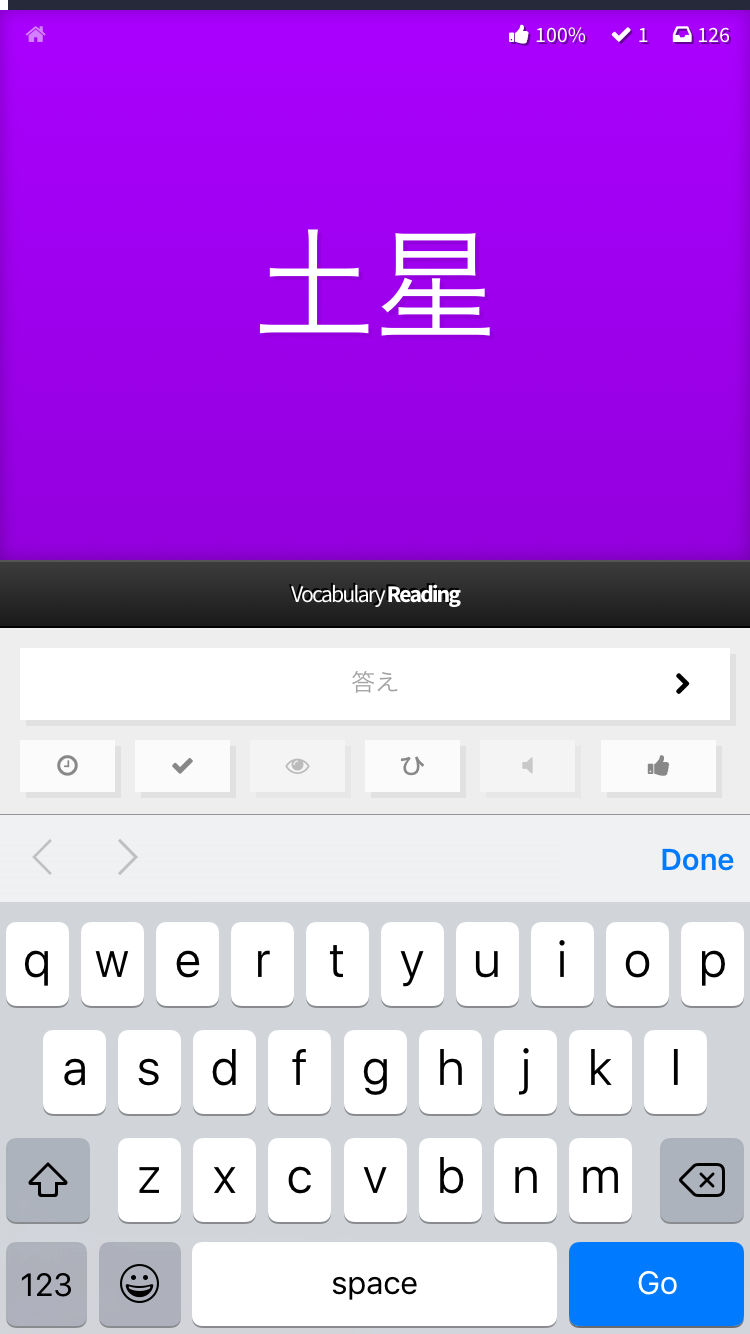 100% 1 126
土星
Vocabulary Reading
答え
ひ
Done
q w e r t y u i o p
a s d f g h j k l
z x c v b n m
123 space Go